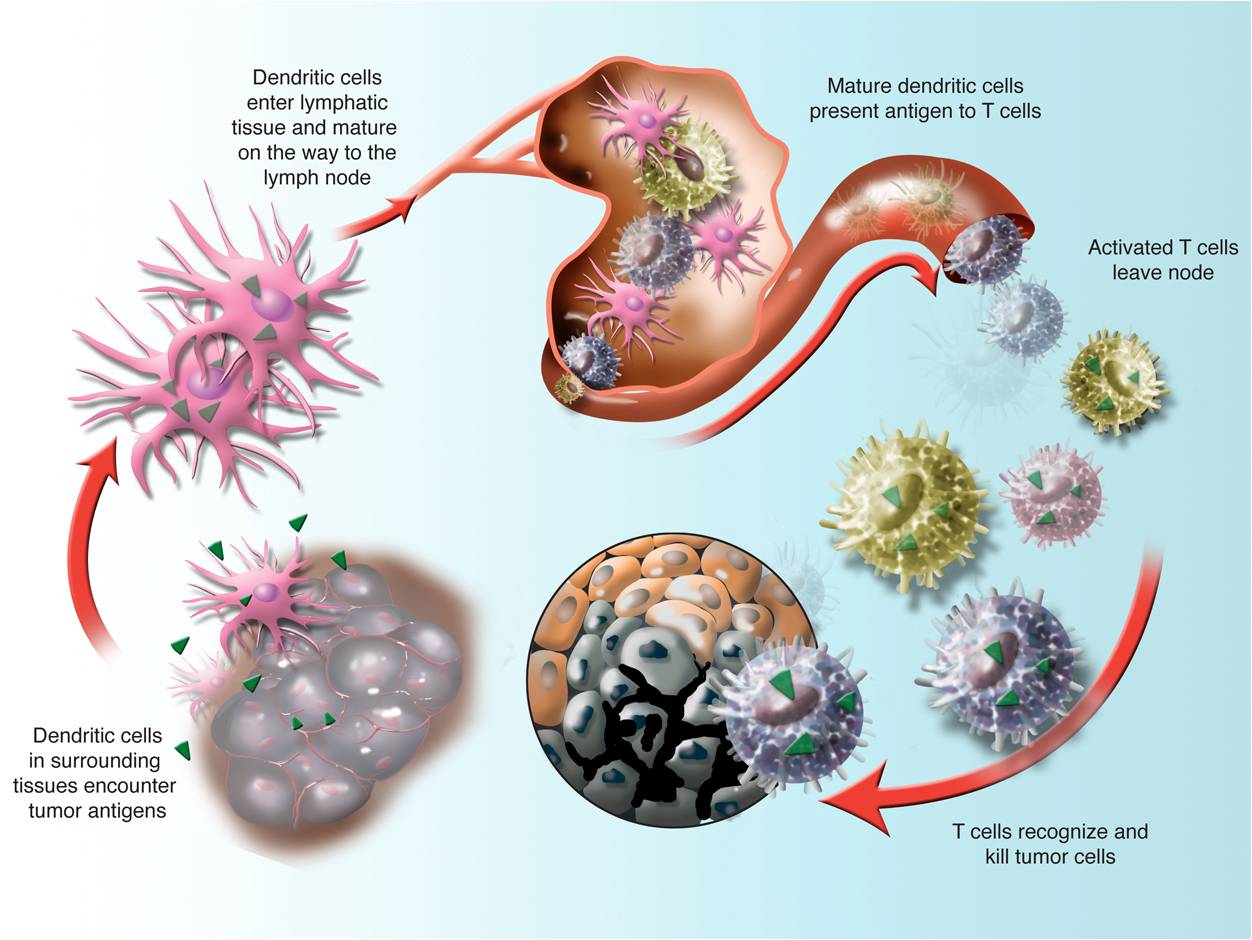 Dendritic cells
enter lymphatic
tissue and mature
on the way to the
lymph node
Mature dendritic cells
present antigen to T cells
Activated T cells
leave node
Dendritic cells
in surrounding
tissues encounter
tumor antigens
T cells recognize and
kill tumor cells